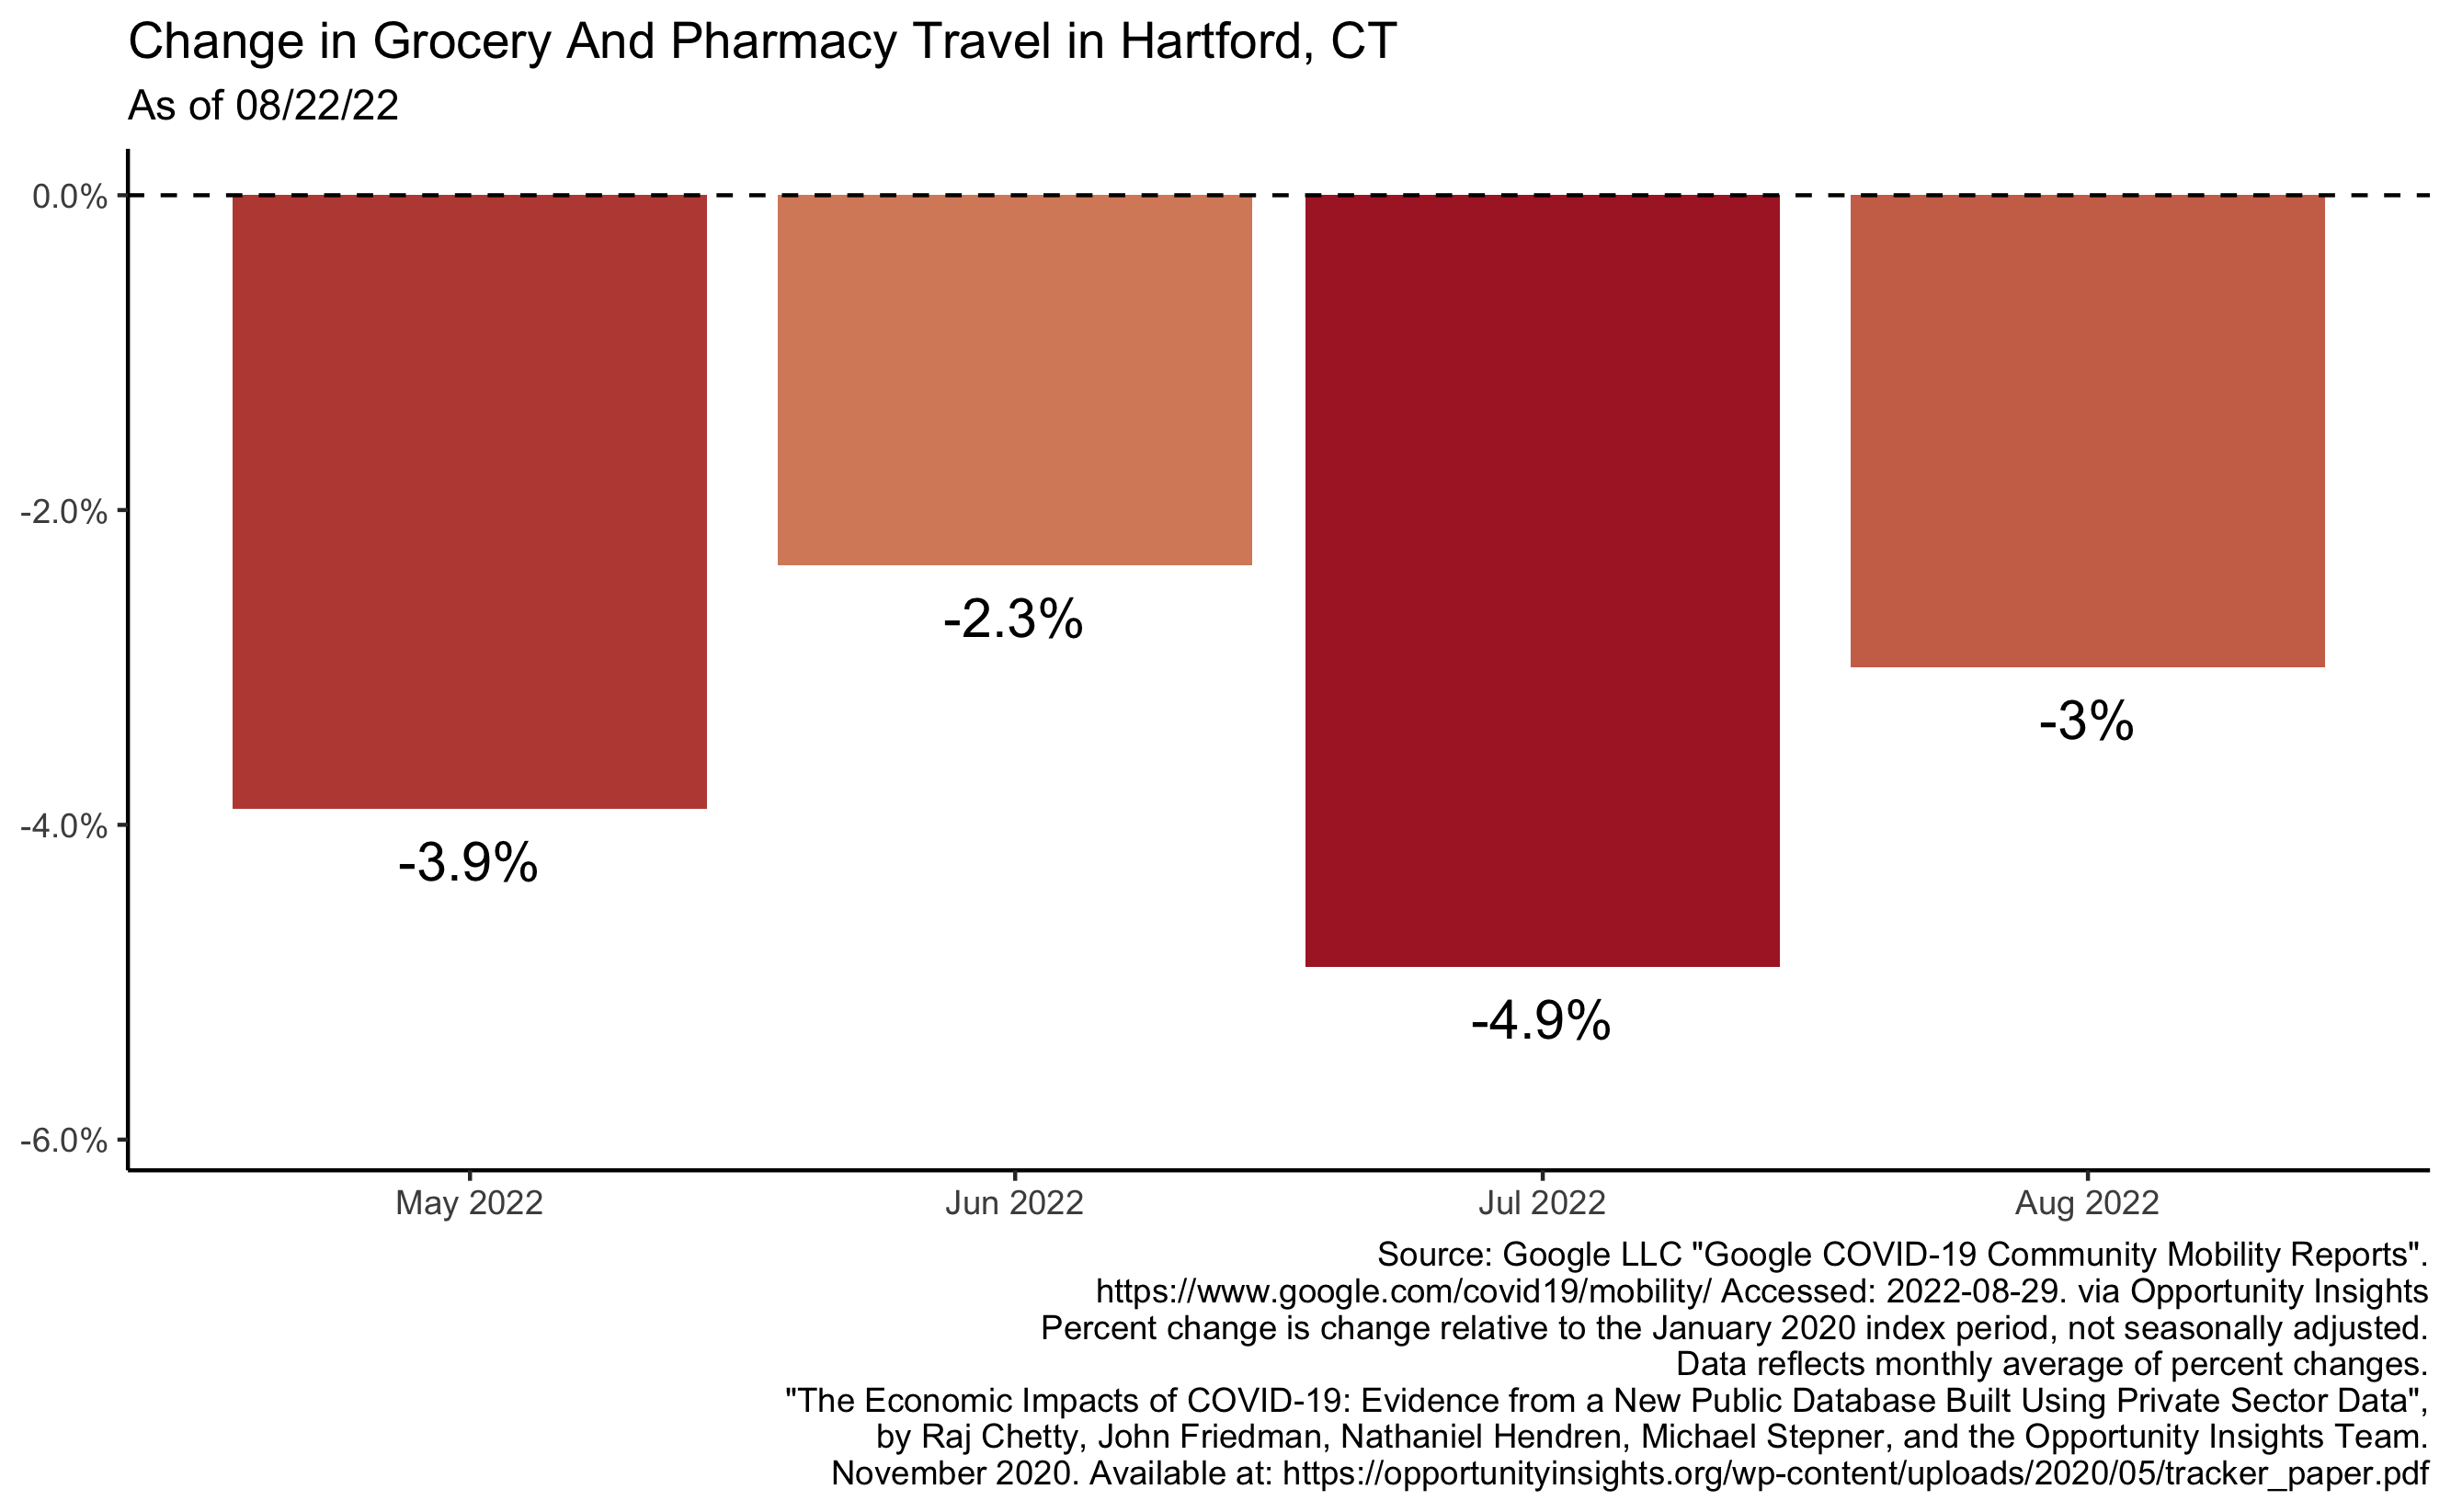 Change in Grocery And Pharmacy Travel in Hartford, CT
As of 08/22/22
0.0%
-2.0%
-4.0%
-6.0%
-3.9%
-2.3%
-4.9%
-3%
May 2022
Jun 2022
Jul 2022
Aug 2022
Source: Google LLC "Google COVID-19 Community Mobility Reports".
https://www.google.com/covid19/mobility/ Accessed: 2022-08-29. via Opportunity Insights
Percent change is change relative to the January 2020 index period, not seasonally adjusted.
Data reflects monthly average of percent changes.
"The Economic Impacts of COVID-19: Evidence from a New Public Database Built Using Private Sector Data",
by Raj Chetty, John Friedman, Nathaniel Hendren, Michael Stepner, and the Opportunity Insights Team.
November 2020. Available at: https://opportunityinsights.org/wp-content/uploads/2020/05/tracker_paper.pdf